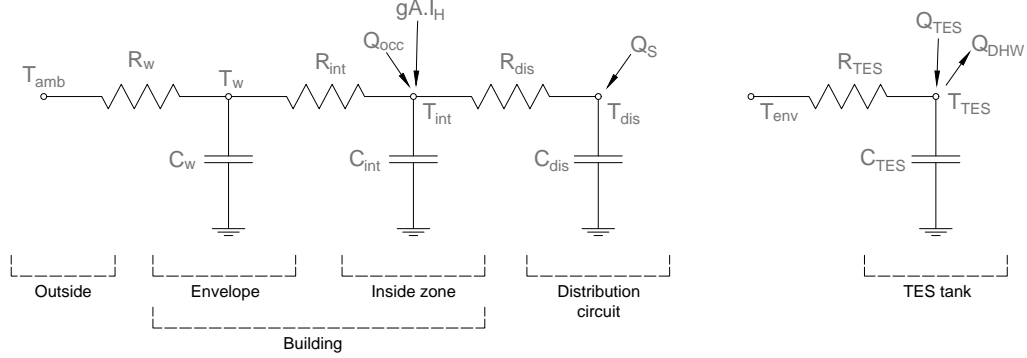 gA.I_H
Q_occ
Q_TES
Q_DHW
R_w
R_int
R_dis
Q_S
R_TES
T_amb
T_w
T_int
T_dis
T_env
T_TES
C_w
C_int
C_dis
C_TES
Outside
Envelope
Inside zone
Distribution
circuit
TES tank
Building